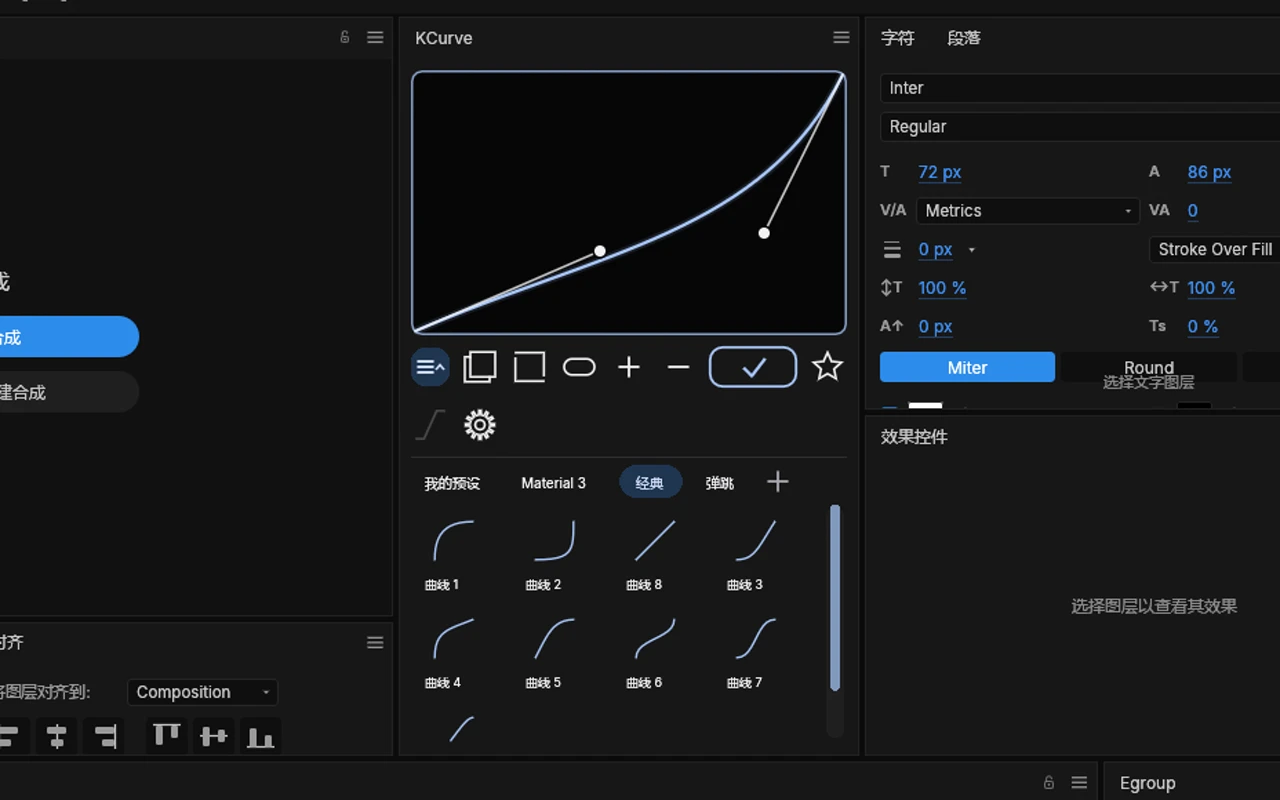 KCurve
我的预设 Material 3 经典 弹跳
曲线 1 曲线 2 曲线 8 曲线 3
曲线 4 曲线 5 曲线 6 曲线 7
字符 段落
Inter
Regular
T 72 px A 86 px
V/A Metrics VA 0
0 px Stroke Over Fill
T 100 % T 100 %
A 0 px Ts 0 %
Miter Round
选择文字图层
效果控件
选择图层以查看其效果
合成
建合成
对齐
将图层对齐到:
Composition
Egroup